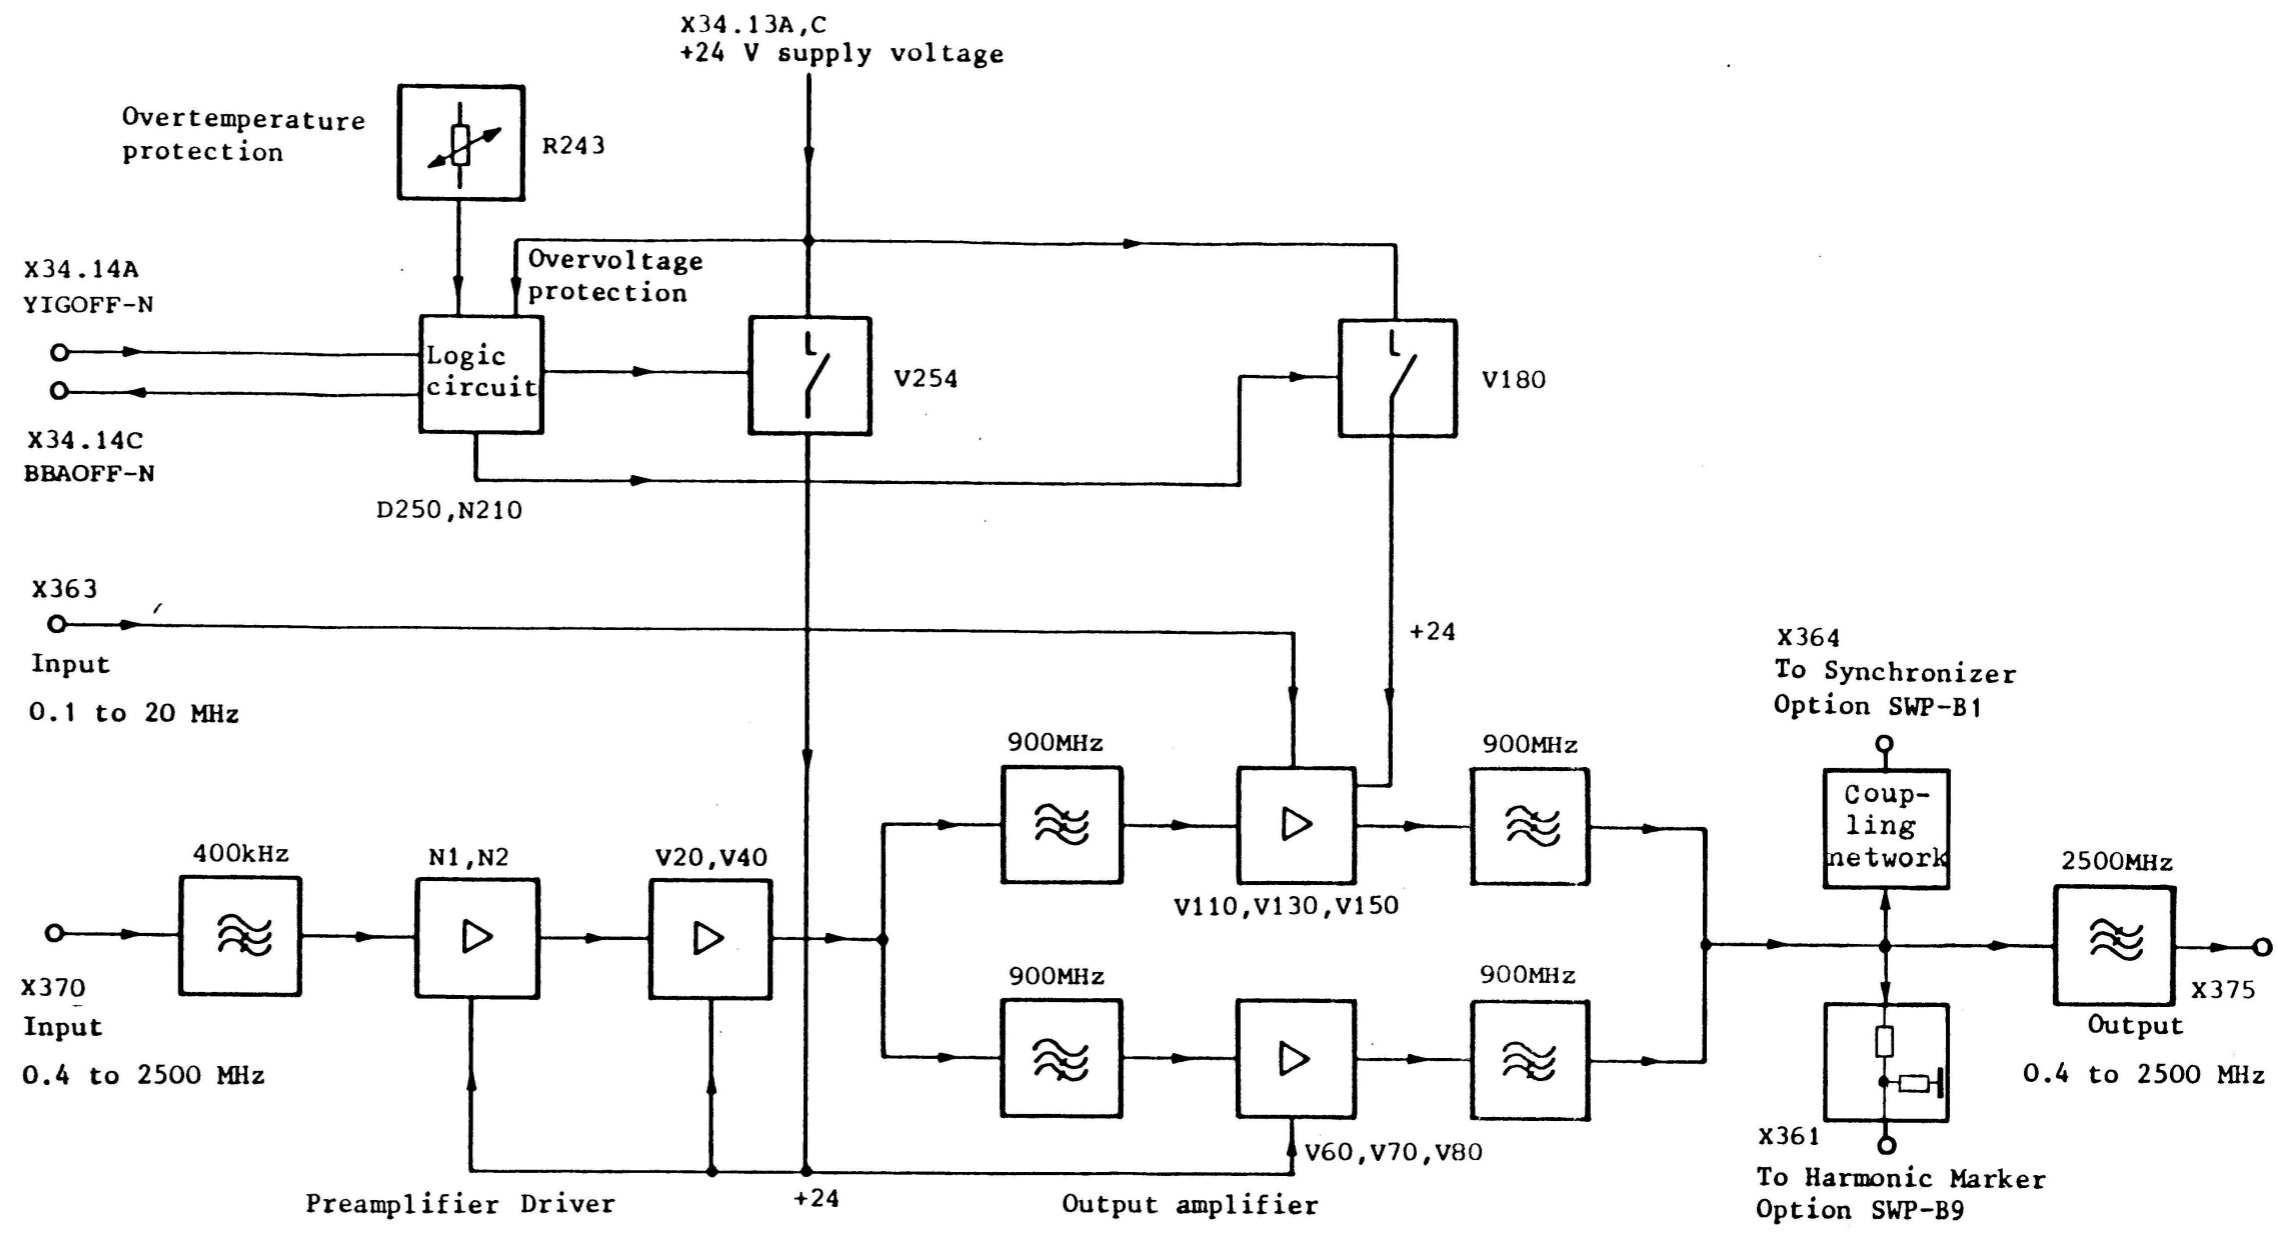 X34.13A,C
+24 V supply voltage
Overtemperature
protection
R243
X34.14A
YIGOFF-N
Overvoltage
protection
Logic
circuit
V254
V180
X34.14C
BBAOFF-N
D250,N210
X363
Input
0.1 to 20 MHz
+24
X364
To Synchronizer
Option SWP-B1
900MHz
900MHz
Coup-
ling
network
400kHz
N1,N2
V20,V40
V110,V130,V150
2500MHz
X370
Input
0.4 to 2500 MHz
900MHz
900MHz
X375
Output
0.4 to 2500 MHz
V60,V70,V80
X361
To Harmonic Marker
Option SWP-B9
Preamplifier Driver
+24
Output amplifier